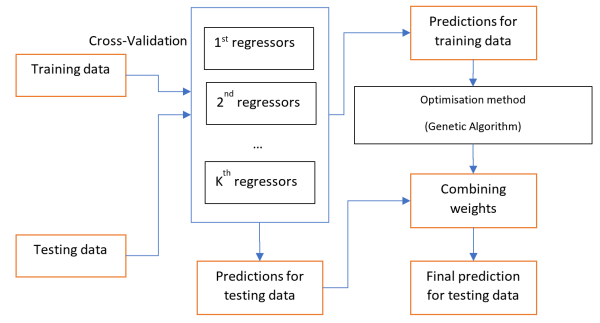 Cross-Validation
Training data
Testing data
1st regressors
2nd regressors
...
Kth regressors
Predictions for
testing data
Predictions for
training data
Optimisation method
(Genetic Algorithm)
Combining
weights
Final prediction
for testing data